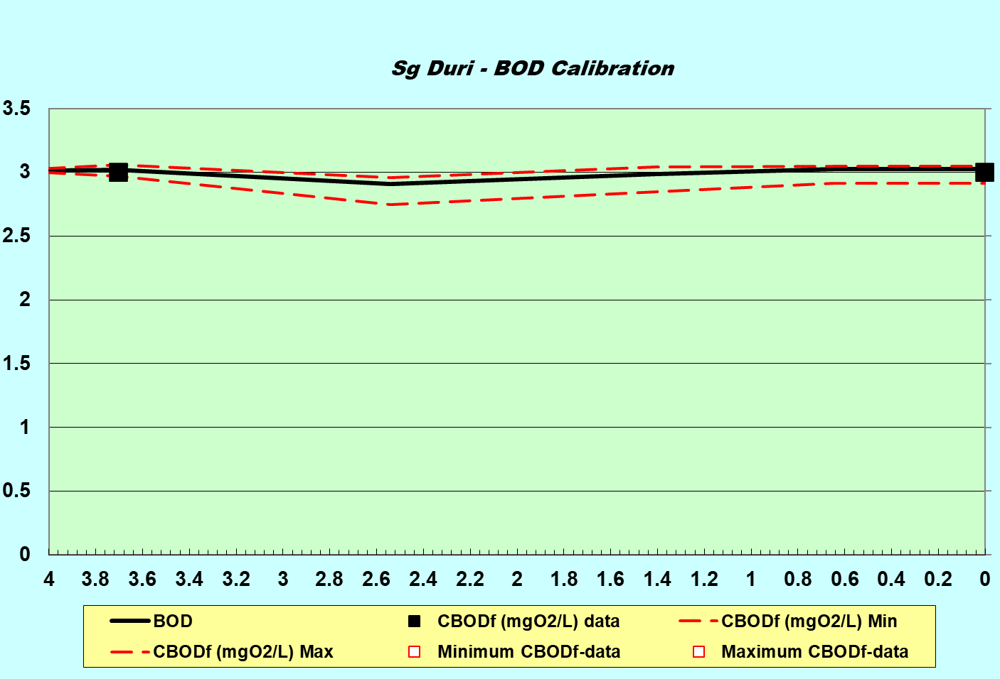 Sg Duri - BOD Calibration
3.5
3
2.5
2
1.5
1
0.5
0
4 3.8 3.6 3.4 3.2 3 2.8 2.6 2.4 2.2 2 1.8 1.6 1.4 1.2 1 0.8 0.6 0.4 0.2 0
BOD CBODf (mgO2/L) data CBODf (mgO2/L) Min
CBODf (mgO2/L) Max Minimum CBODf-data Maximum CBODf-data